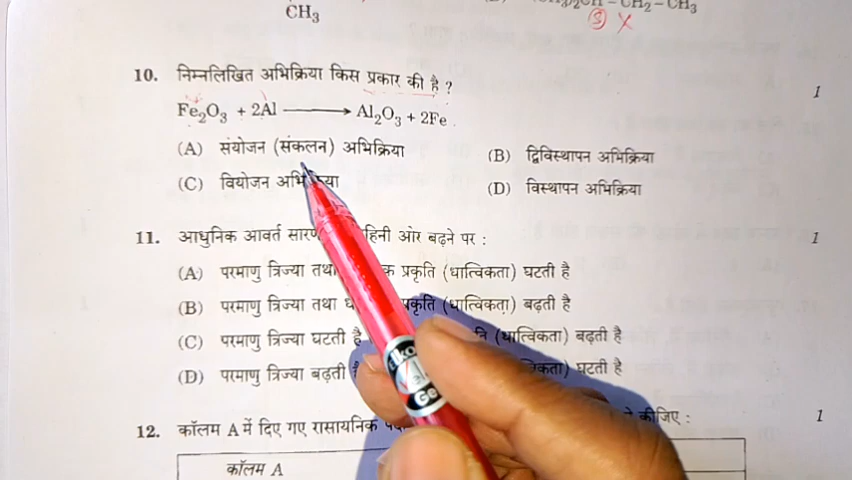 CH₃
CH₂ – CH₃
10. निम्नलिखित अभिक्रिया किस प्रकार की है ? 1
Fe₂O₃ + 2Al ⟶ Al₂O₃ + 2Fe
(A) संयोजन (संकलन) अभिक्रिया (B) द्विविस्थापन अभिक्रिया
(C) वियोजन (D) विस्थापन अभिक्रिया
11. आधुनिक आवर्त ओर बढ़ने पर : 1
(A) परमाणु त्रिज्या तथा प्रकृति (धात्विकता) घटती है
(B) परमाणु त्रिज्या तथा (धात्विकता) बढ़ती है
(C) परमाणु त्रिज्या घटती है (धात्विकता) बढ़ती है
(D) परमाणु त्रिज्या बढ़ती घटती है
12. कॉलम A में दिए गए रासायनिक कीजिए : 1
कॉलम A